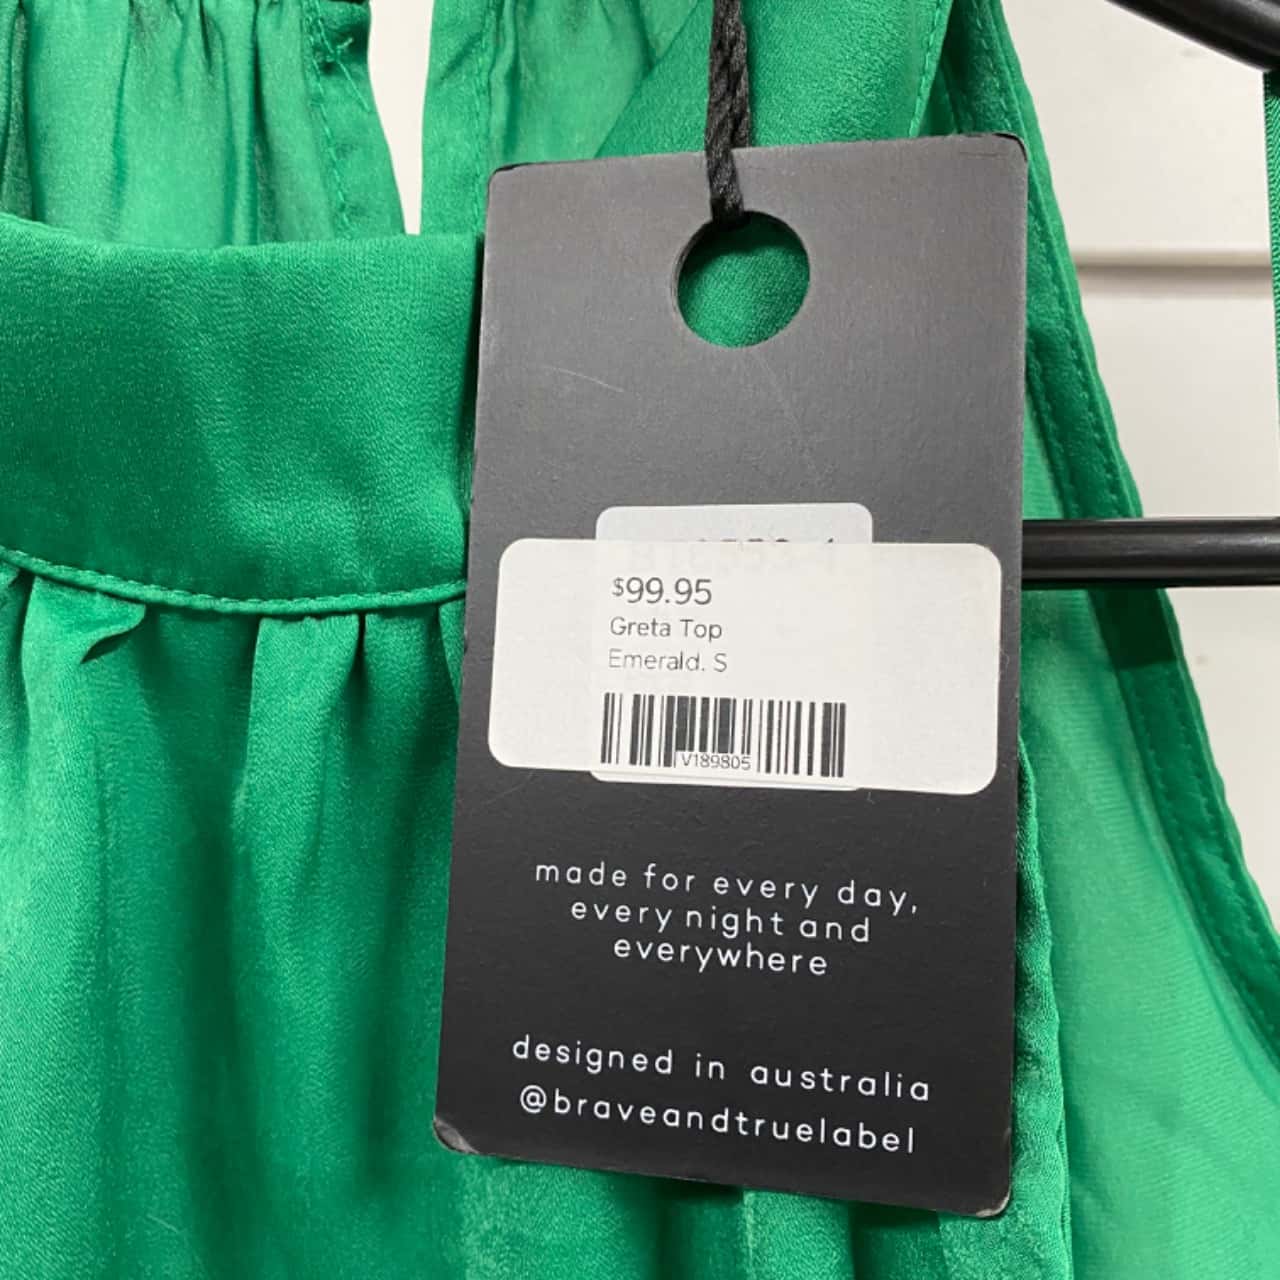 $99.95
Greta Top
Emerald. S
V189805
made for every day,
every night and
everywhere
designed in australia
@braveandtruelabel